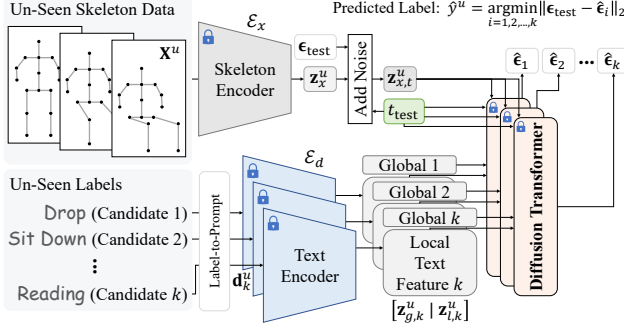 Un-Seen Skeleton Data
X^u
ℰ_x
Skeleton
Encoder
ϵ_test
z_x^u
Add Noise
z_{x,t}^u
t_test
Predicted Label: ŷ^u = argmin_{i=1,2,…,k} ‖ϵ_test − ϵ̂_i‖_2
ϵ̂_1 ϵ̂_2 ••• ϵ̂_k
Diffusion Transformer
Un-Seen Labels
Drop (Candidate 1)
Sit Down (Candidate 2)
⋮
Reading (Candidate k)
Label-to-Prompt
d_k^u
ℰ_d
Text
Encoder
Global 1
Global 2
Global k
Local
Text
Feature k
[z_{g,k}^u | z_{l,k}^u]